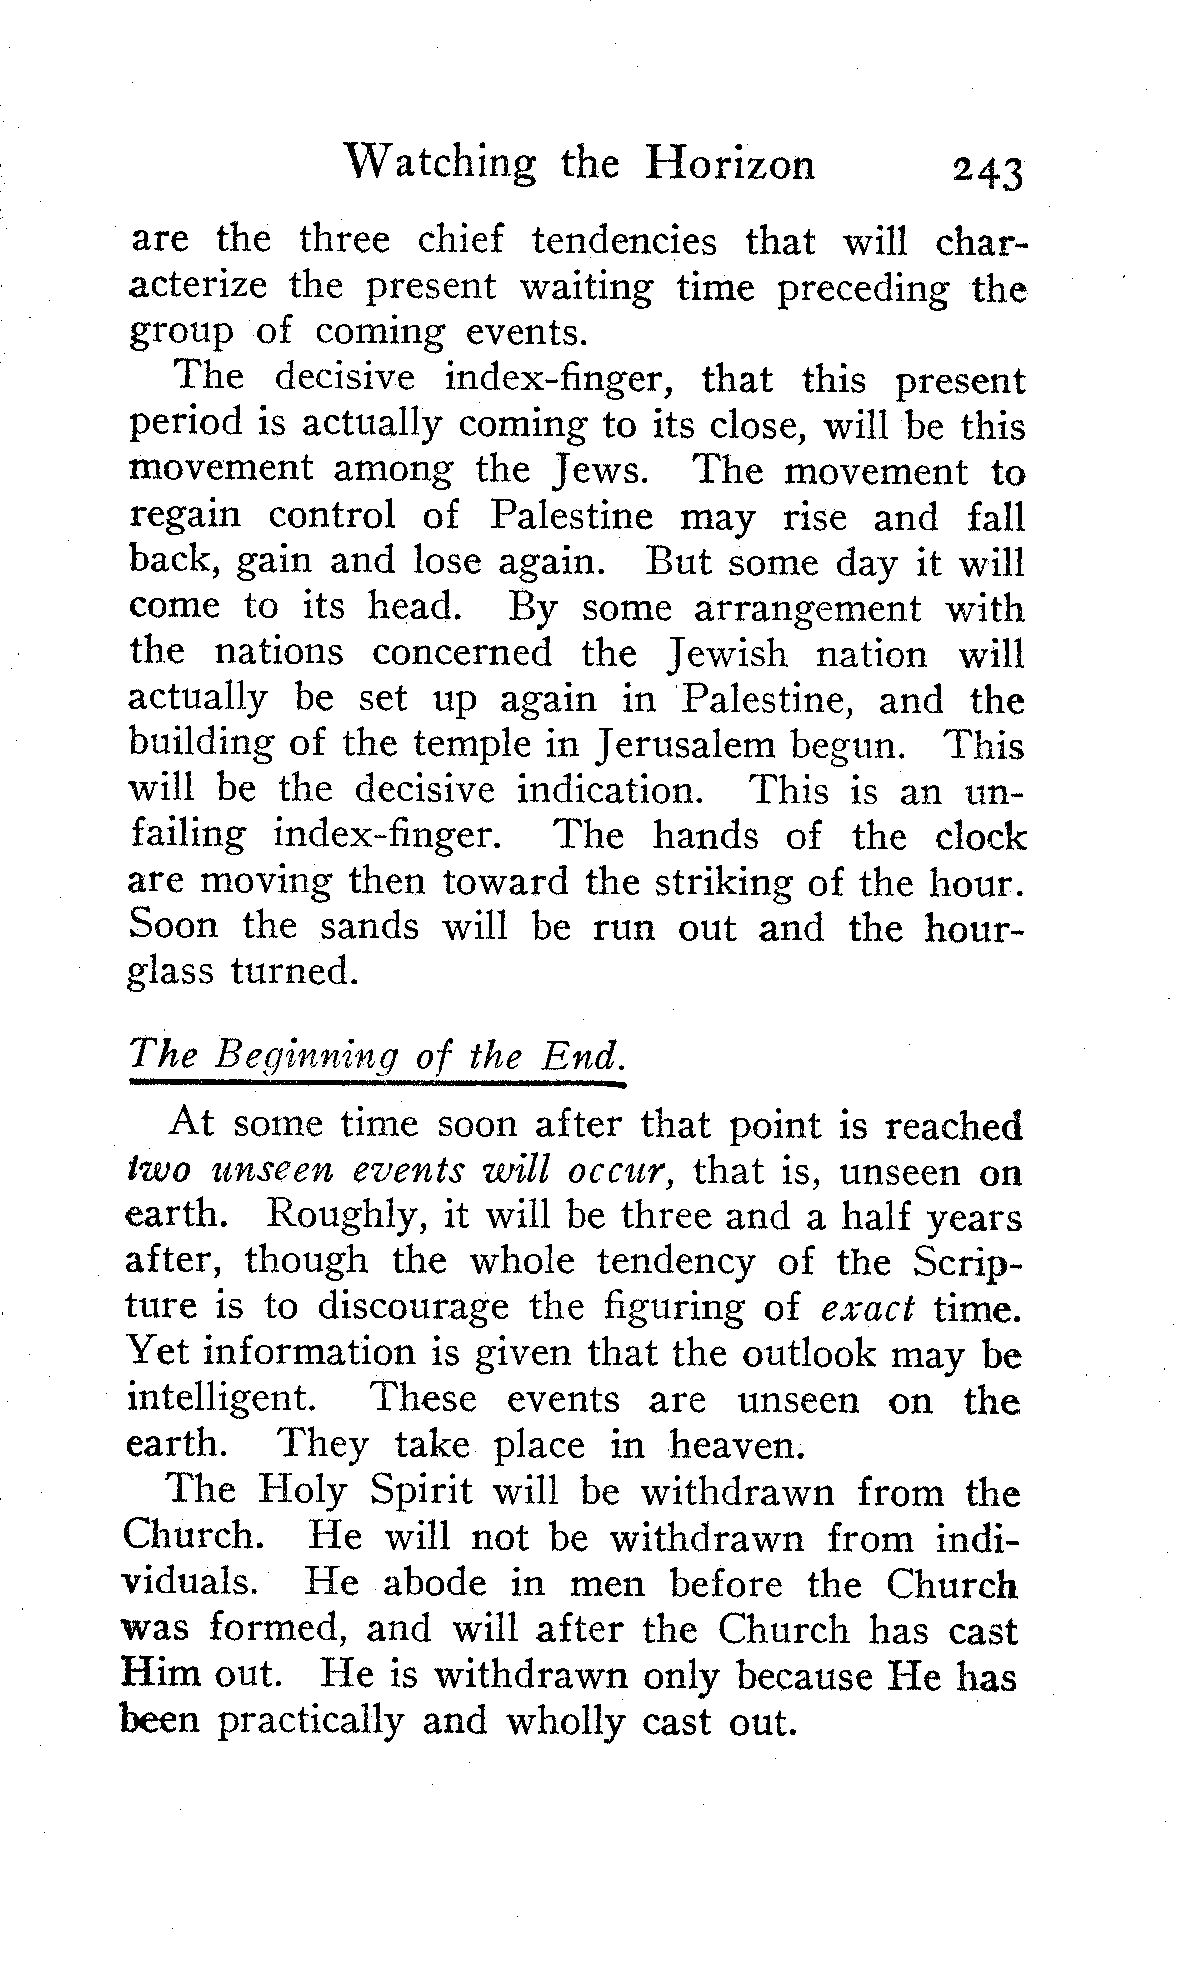 Watching the Horizon 243
are the three chief tendencies that will char-
acterize the present waiting time preceding the
group of coming events.
The decisive index-finger, that this present
period is actually coming to its close, will be this
movement among the Jews. The movement to
regain control of Palestine may rise and fall
back, gain and lose again. But some day it will
come to its head. By some arrangement with
the nations concerned the Jewish nation will
actually be set up again in Palestine, and the
building of the temple in Jerusalem begun. This
will be the decisive indication. This is an un-
failing index-finger. The hands of the clock
are moving then toward the striking of the hour.
Soon the sands will be run out and the hour-
glass turned.
The Beginning of the End.
At some time soon after that point is reached
two unseen events will occur, that is, unseen on
earth. Roughly, it will be three and a half years
after, though the whole tendency of the Scrip-
ture is to discourage the figuring of exact time.
Yet information is given that the outlook may be
intelligent. These events are unseen on the
earth. They take place in heaven.
The Holy Spirit will be withdrawn from the
Church. He will not be withdrawn from indi-
viduals. He abode in men before the Church
was formed, and will after the Church has cast
Him out. He is withdrawn only because He has
been practically and wholly cast out.